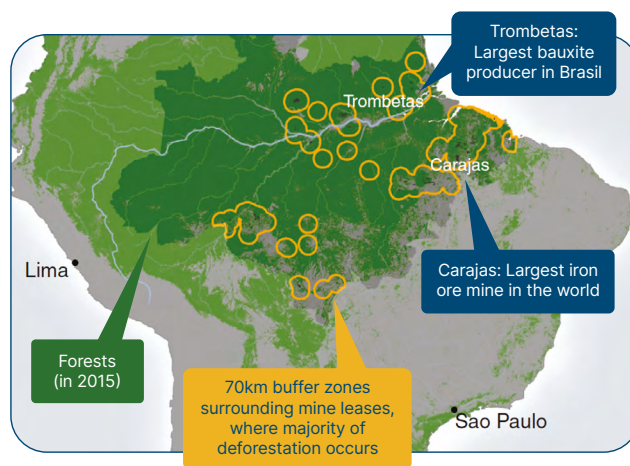 Trombetas:
Largest bauxite
producer in Brasil
Trombetas
Carajas
Lima
Carajas: Largest iron
ore mine in the world
Forests
(in 2015)
70km buffer zones
surrounding mine leases,
where majority of
deforestation occurs
Sao Paulo